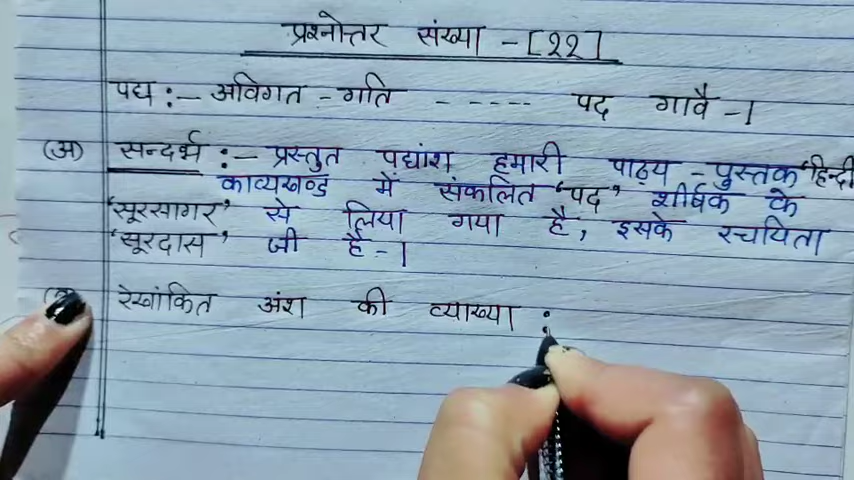 प्रश्नोत्तर संख्या - [22]
पद्य :- अविगत - गति - - - - - पद गावै - ।
(अ) सन्दर्भ :- प्रस्तुत पद्यांश हमारी पाठ्य - पुस्तक 'हिन्दी
काव्यखण्ड में संकलित 'पद' शीर्षक के
'सूरसागर' से लिया गया है, इसके रचयिता
'सूरदास' जी है - ।
रेखांकित अंश की व्याख्या :